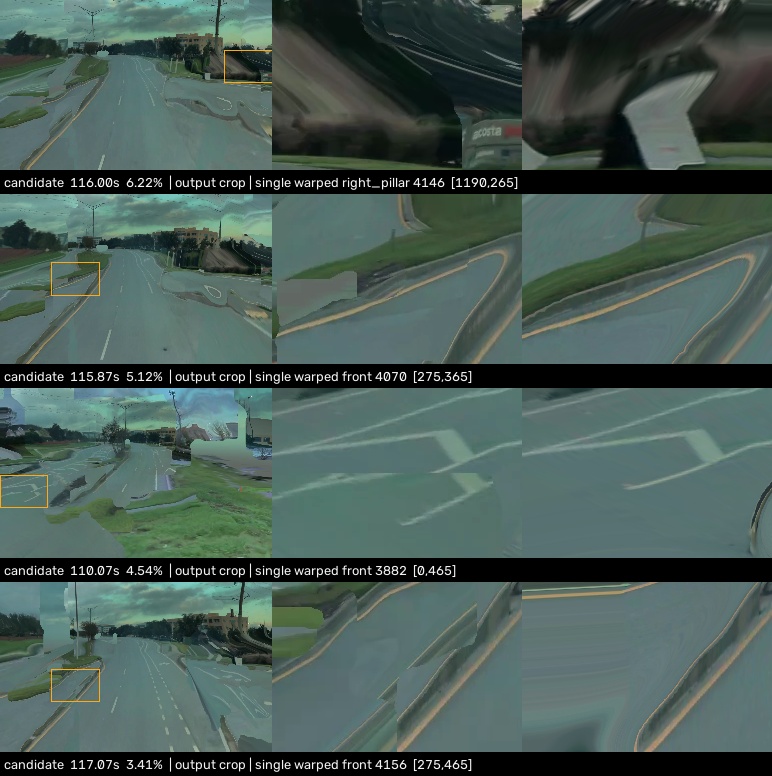 acosta
candidate 116.00s 6.22% | output crop | single warped right_pillar 4146 [1190,265]
candidate 115.87s 5.12% | output crop | single warped front 4070 [275,365]
candidate 110.07s 4.54% | output crop | single warped front 3882 [0,465]
candidate 117.07s 3.41% | output crop | single warped front 4156 [275,465]